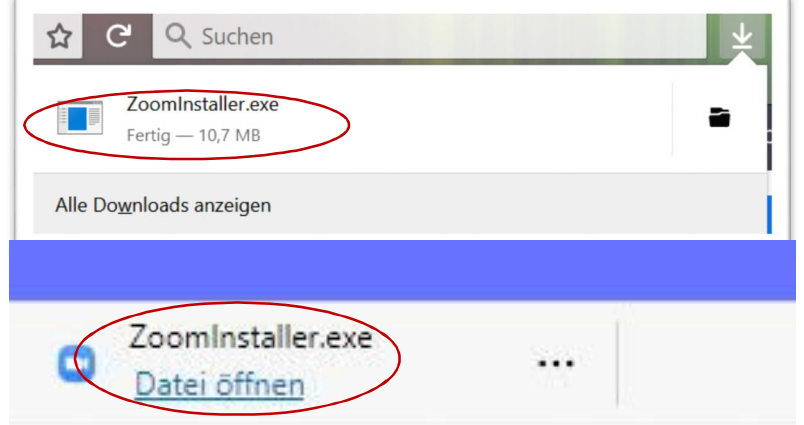 Suchen
ZoomInstaller.exe
Fertig — 10,7 MB
Alle Downloads anzeigen
ZoomInstaller.exe
Datei öffnen